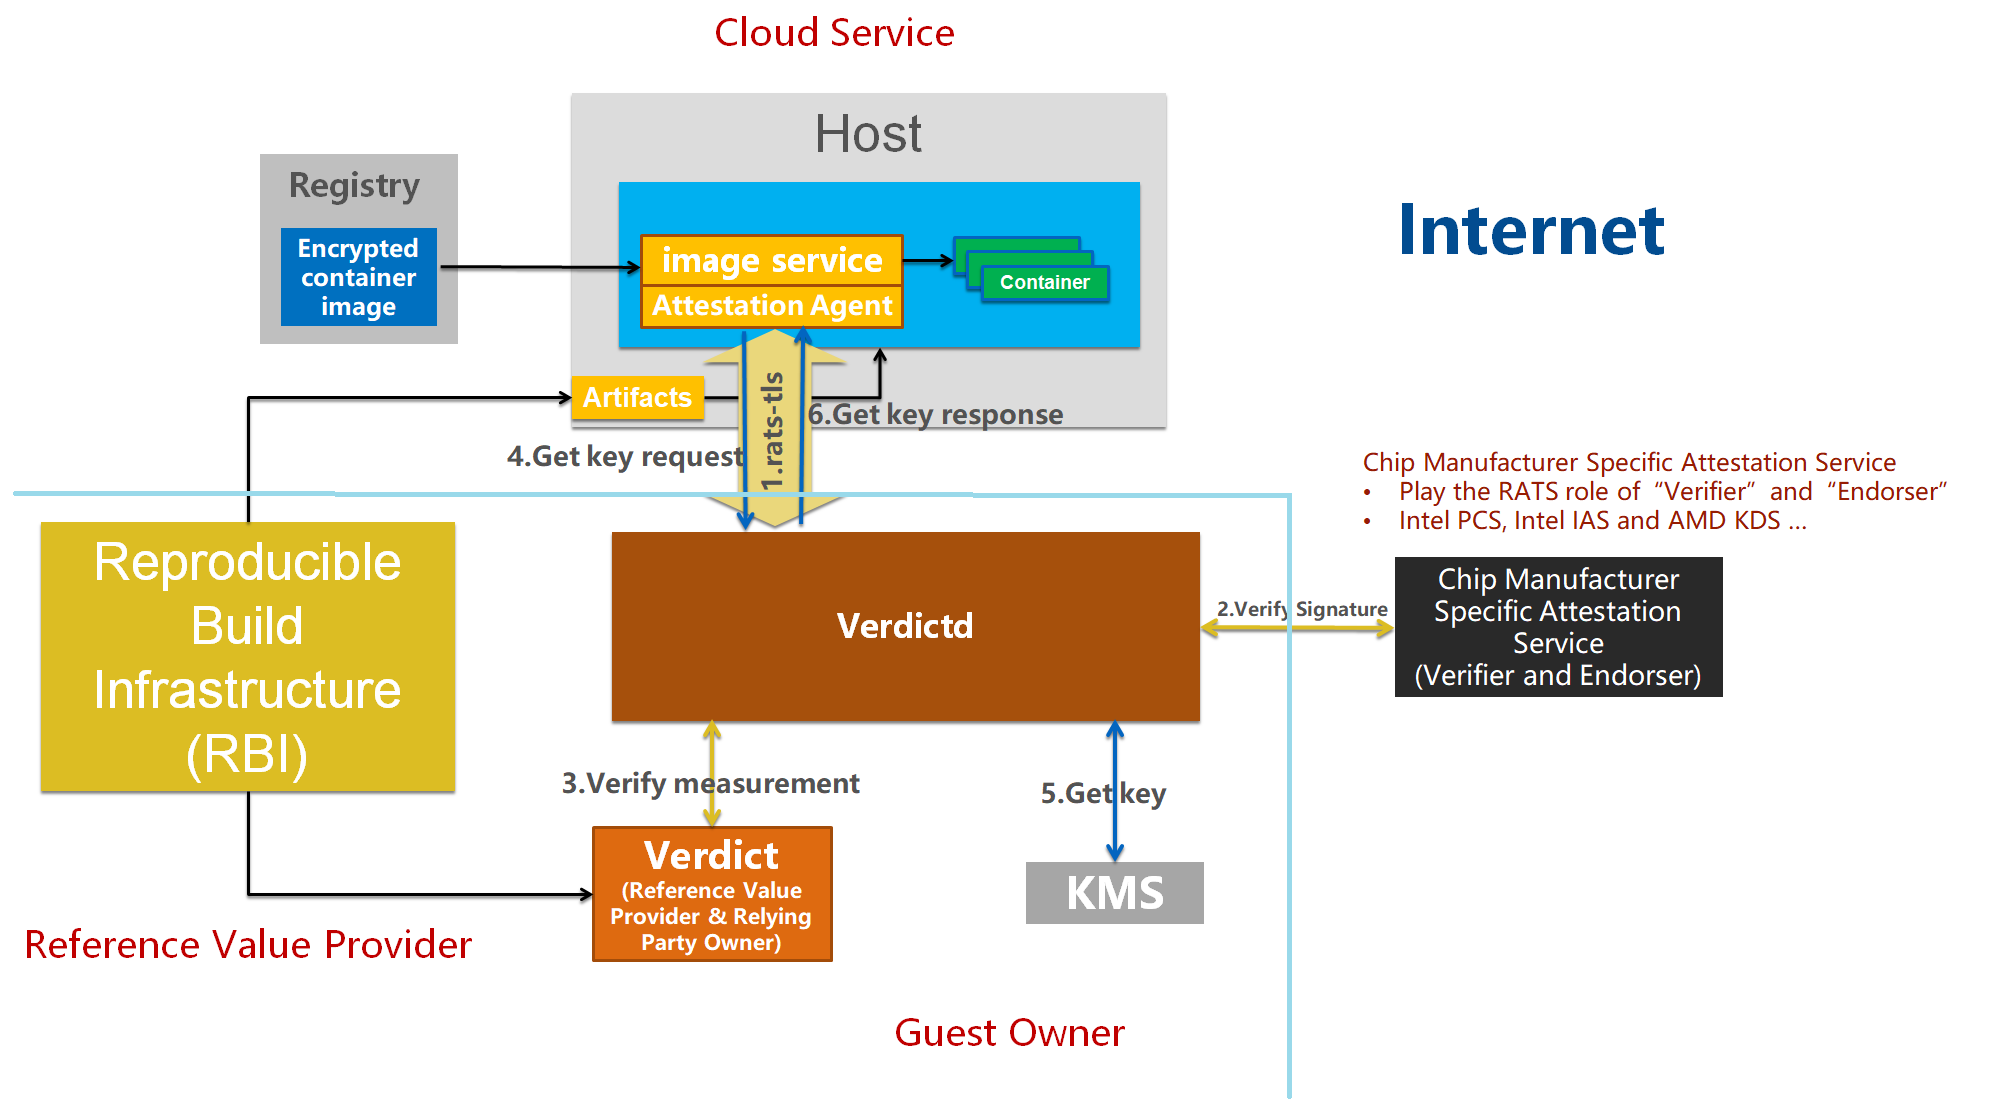 Cloud Service
Host
Registry
Encrypted
container
image
image service
Attestation Agent
Container
Internet
Artifacts
1.rats-tls
6.Get key response
4.Get key request
Chip Manufacturer Specific Attestation Service
• Play the RATS role of “Verifier” and “Endorser”
• Intel PCS, Intel IAS and AMD KDS ...
Reproducible
Build
Infrastructure
(RBI)
Verdictd
2.Verify Signature
Chip Manufacturer
Specific Attestation
Service
(Verifier and Endorser)
3.Verify measurement
5.Get key
Verdict
(Reference Value
Provider & Relying
Party Owner)
KMS
Reference Value Provider
Guest Owner